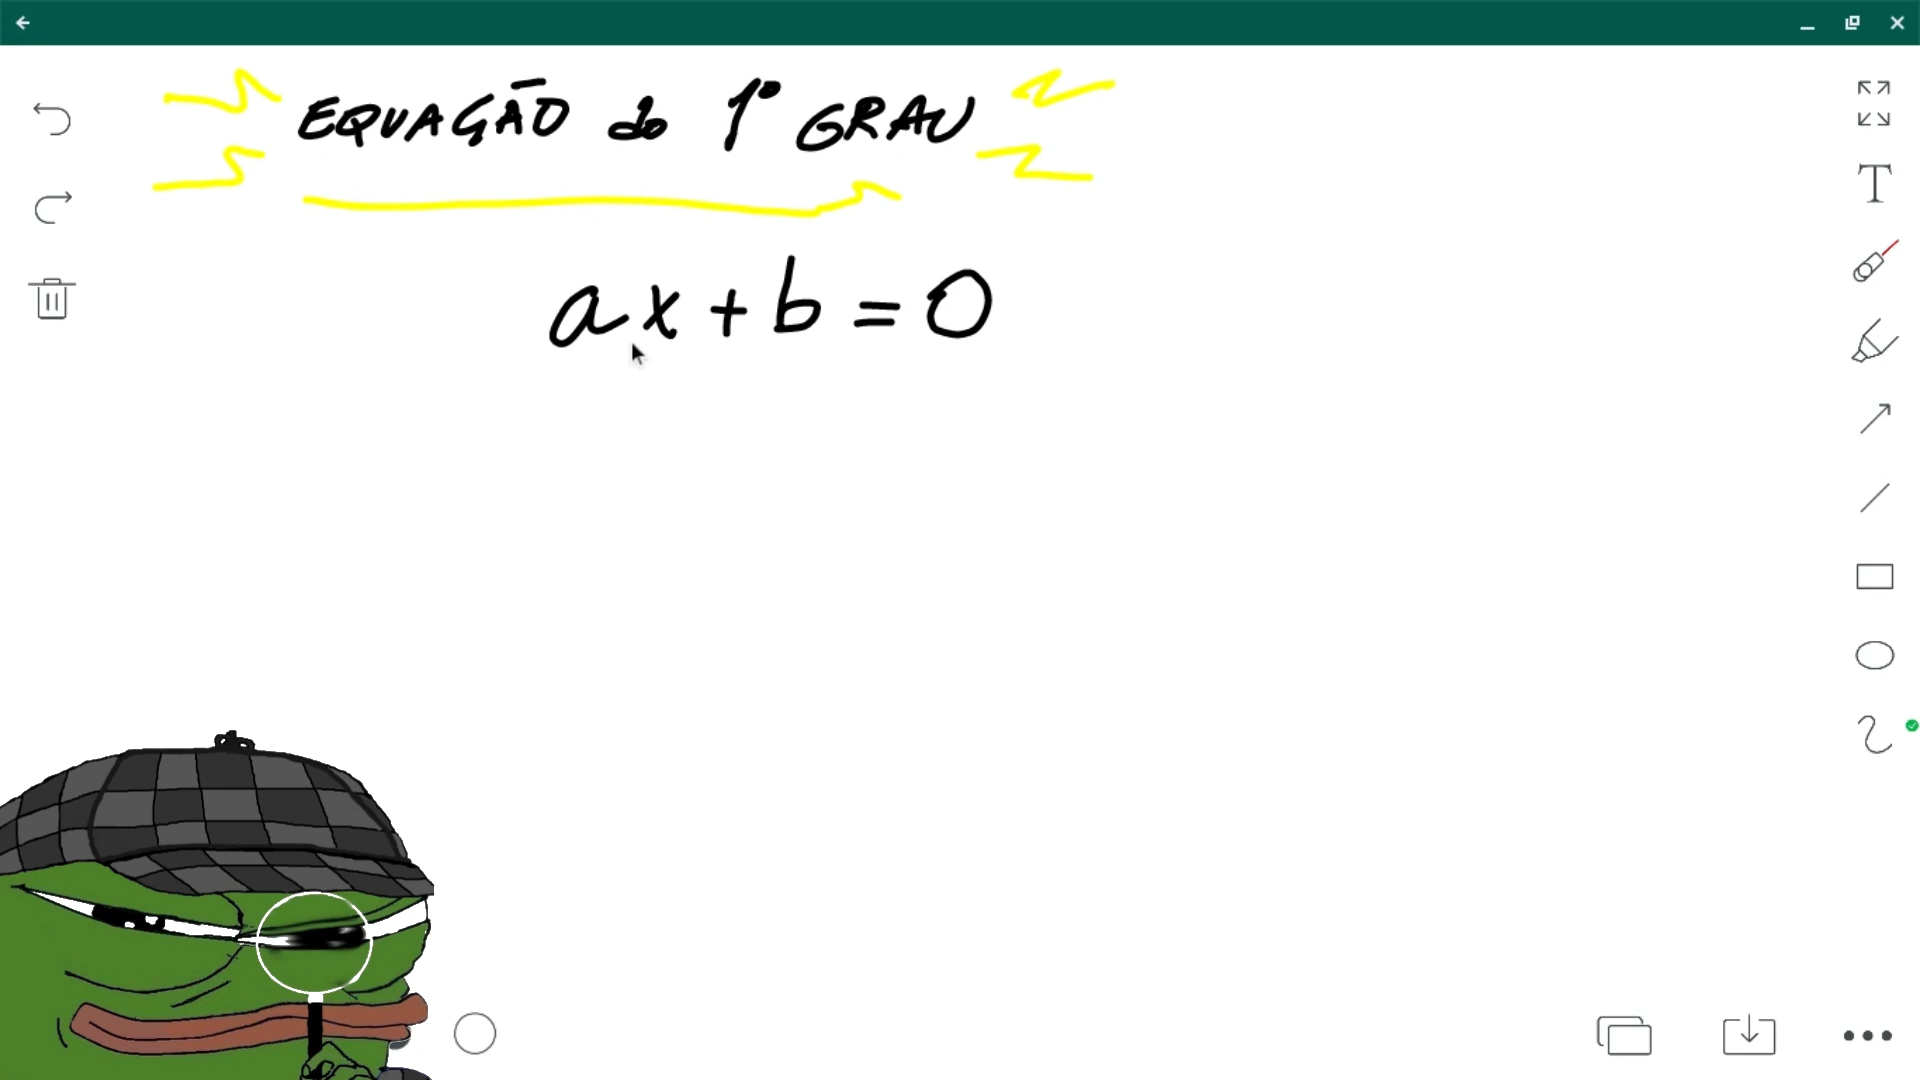 EQUAÇÃO do 1º GRAU
ax + b = 0